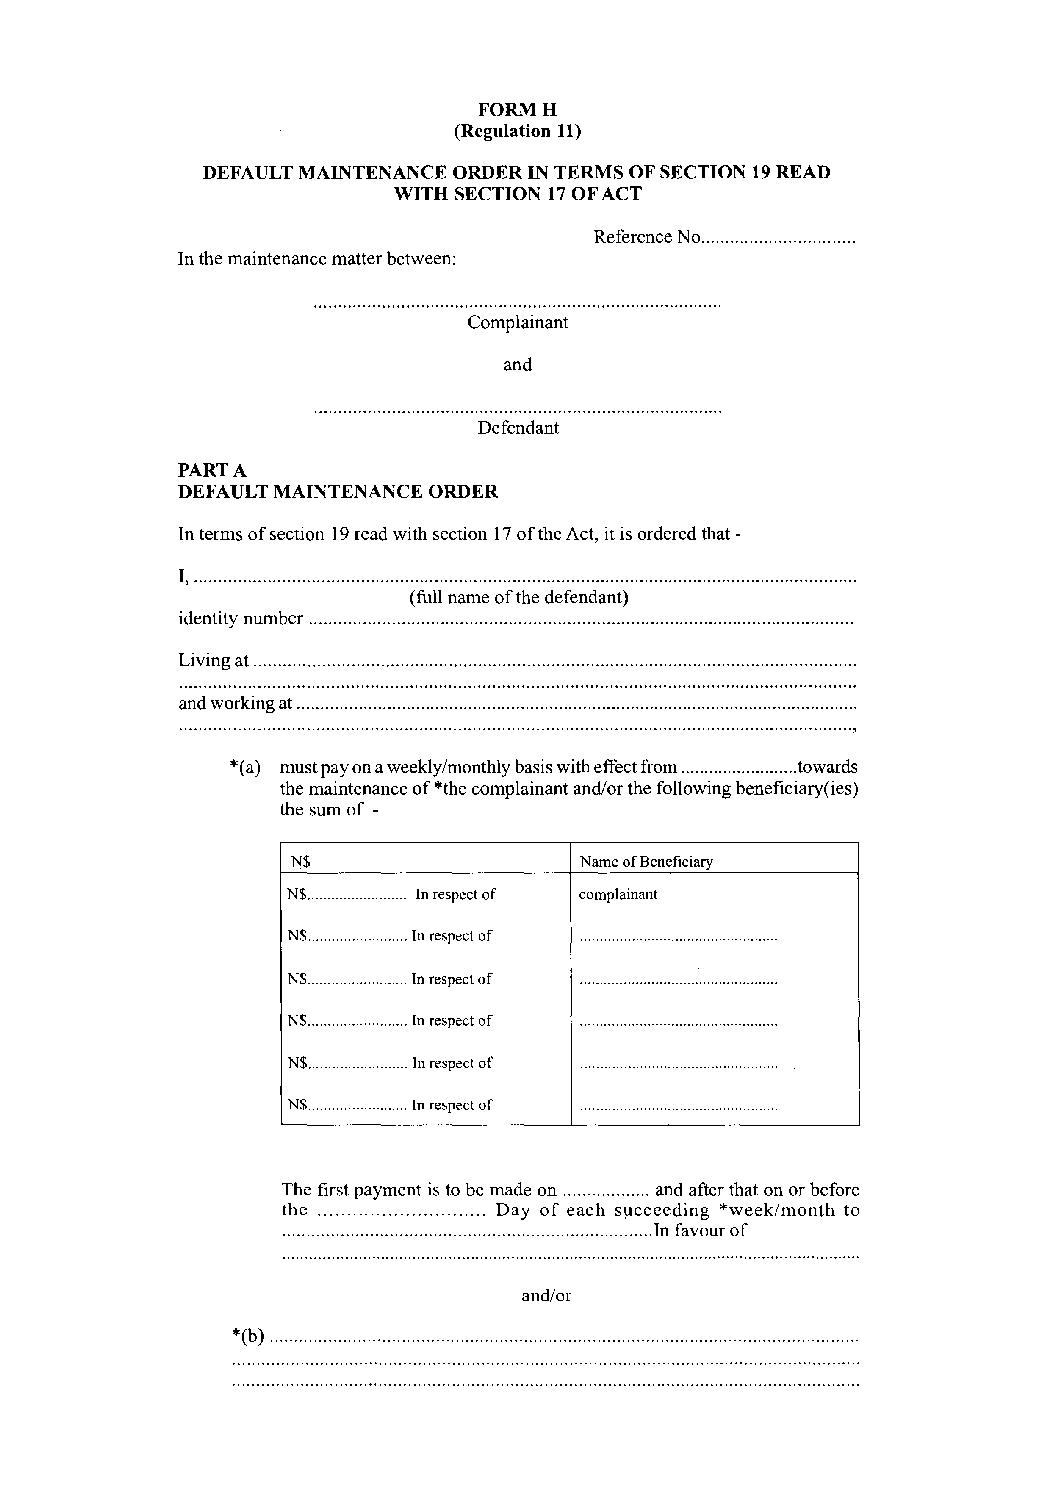 FORM H
(Regulation 11)
DEFAULT MAINTENANCE ORDER IN TERMS OF SECTION 19 READ
WITH SECTION 17 OF ACT
Reference No................................
In the maintenance matter between:
....................................................................................
Complainant
and
....................................................................................
Defendant
PART A
DEFAULT MAINTENANCE ORDER
In terms of section 19 read with section 17 of the Act, it is ordered that -
I, .........................................................................................................................................
(full name of the defendant)
identity number ................................................................................................................
Living at ............................................................................................................................
............................................................................................................................................
and working at ...................................................................................................................
...........................................................................................................................................,
*(a) must pay on a weekly/monthly basis with effect from ........................towards
the maintenance of *the complainant and/or the following beneficiary(ies)
the sum of -
N$ Name of Beneficiary
N$......................... In respect of complainant
N$......................... In respect of ..................................................
N$......................... In respect of ..................................................
N$......................... In respect of ..................................................
N$......................... In respect of ..................................................
N$......................... In respect of ..................................................
The first payment is to be made on .................. and after that on or before
the ............................. Day of each succeeding *week/month to
............................................................................In favour of
.......................................................................................................................
and/or
*(b) .........................................................................................................................
.................................................................................................................................
.................................................................................................................................